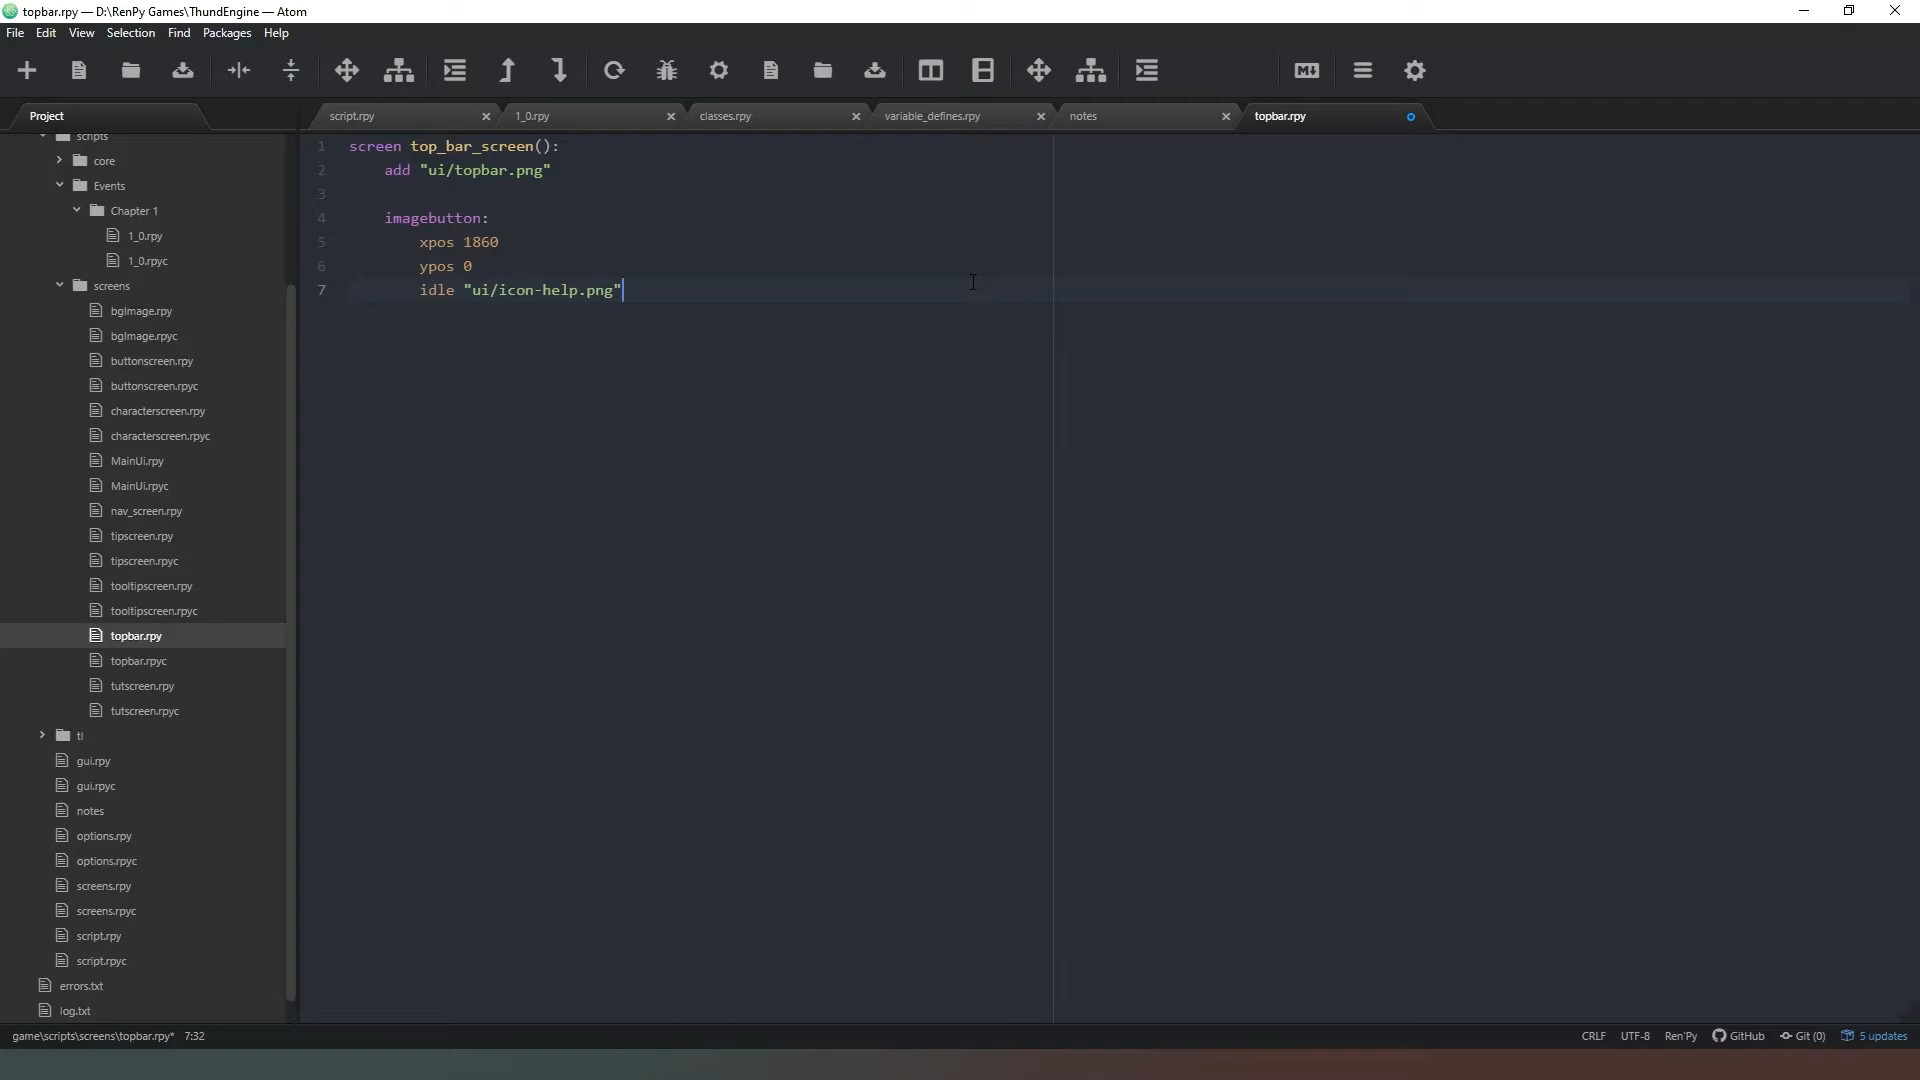 topbar.rpy — D:\RenPy Games\ThundEngine — Atom
File Edit View Selection Find Packages Help
M↓
Project
script.rpy
1_0.rpy
classes.rpy
variable_defines.rpy
notes
topbar.rpy
scripts
core
Events
Chapter 1
1_0.rpy
1_0.rpyc
screens
bgImage.rpy
bgImage.rpyc
buttonscreen.rpy
buttonscreen.rpyc
characterscreen.rpy
characterscreen.rpyc
MainUi.rpy
MainUi.rpyc
nav_screen.rpy
tipscreen.rpy
tipscreen.rpyc
tooltipscreen.rpy
tooltipscreen.rpyc
topbar.rpy
topbar.rpyc
tutscreen.rpy
tutscreen.rpyc
tl
gui.rpy
gui.rpyc
notes
options.rpy
options.rpyc
screens.rpy
screens.rpyc
script.rpy
script.rpyc
errors.txt
log.txt
1 screen top_bar_screen():
2 add "ui/topbar.png"
3
4 imagebutton:
5 xpos 1860
6 ypos 0
7 idle "ui/icon-help.png"
game\scripts\screens\topbar.rpy* 7:32
CRLF UTF-8 Ren'Py GitHub Git (0) 5 updates